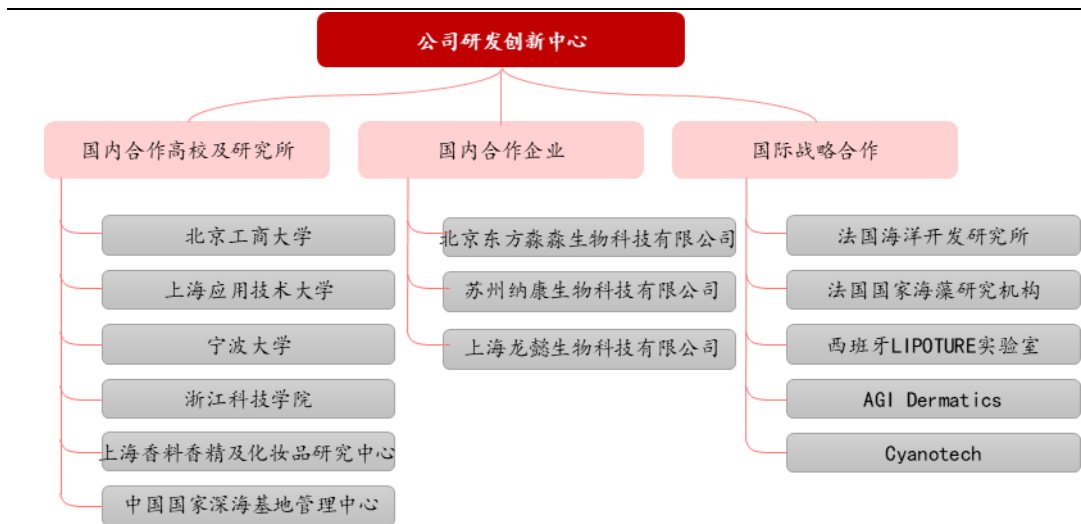 公司研发创新中心
国内合作高校及研究所
北京工商大学
上海应用技术大学
宁波大学
浙江科技学院
上海香料香精及化妆品研究中心
中国国家深海基地管理中心
国内合作企业
北京东方淼淼生物科技有限公司
苏州纳康生物科技有限公司
上海龙懿生物科技有限公司
国际战略合作
法国海洋开发研究所
法国国家海藻研究机构
西班牙LIPOTURE实验室
AGI Dermatics
Cyanotech